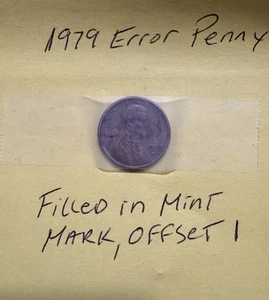 1979 Error Penny
Filled in Mint
Mark, Offset 1